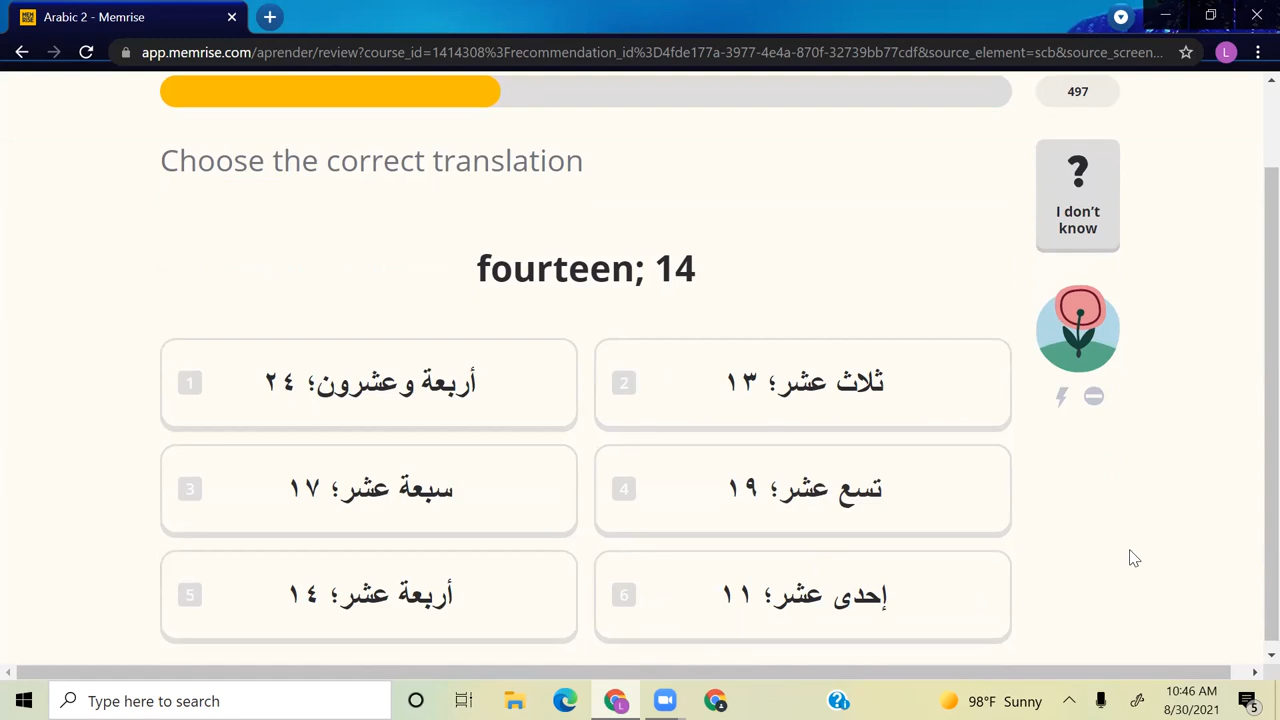 Arabic 2 - Memrise
app.memrise.com/aprender/review?course_id=1414308%3Frecommendation_id%3D4fde177a-3977-4e4a-870f-32739bb77cdf&source_element=scb&source_screen...
L
497
Choose the correct translation
?
I don't
know
fourteen; 14
1 أربعة وعشرون؛ ٢٤
2 ثلاث عشر؛ ١٣
3 سبعة عشر؛ ١٧
4 تسع عشر؛ ١٩
5 أربعة عشر؛ ١٤
6 إحدى عشر؛ ١١
Type here to search
98°F Sunny
10:46 AM
8/30/2021
5